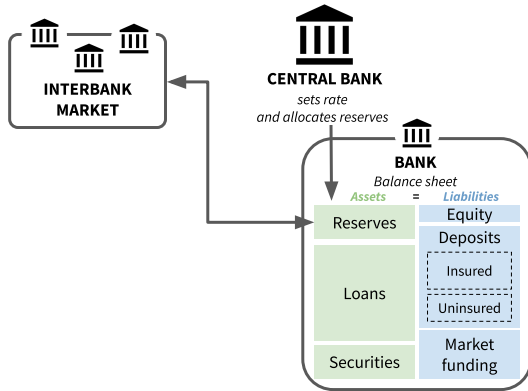 INTERBANK
MARKET
CENTRAL BANK
sets rate
and allocates reserves
BANK
Balance sheet
Assets = Liabilities
Reserves
Loans
Securities
Equity
Deposits
Insured
Uninsured
Market
funding